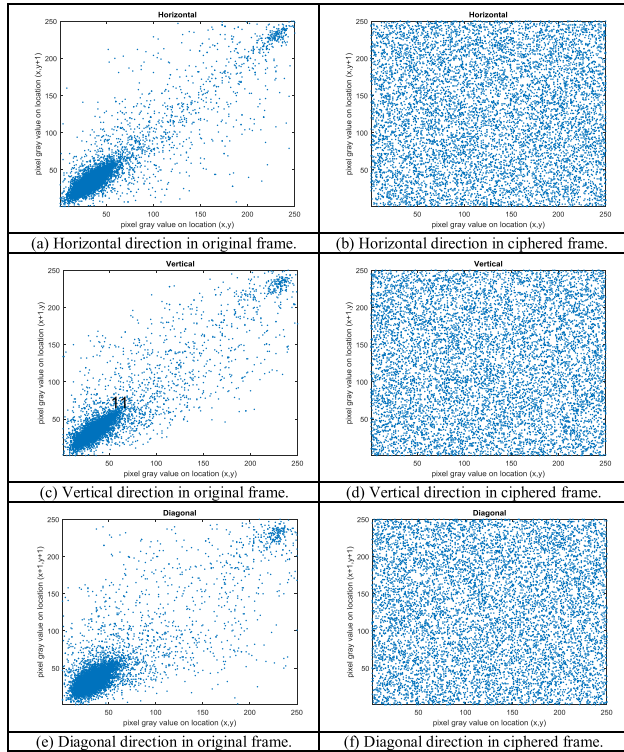 Horizontal
250
200
150
100
50
pixel gray value on location (x,y+1)
50 100 150 200 250
pixel gray value on location (x,y)
(a) Horizontal direction in original frame.
Horizontal
250
200
150
100
50
pixel gray value on location (x,y+1)
50 100 150 200 250
pixel gray value on location (x,y)
(b) Horizontal direction in ciphered frame.
Vertical
250
200
150
100
50
pixel gray value on location (x+1,y)
11
50 100 150 200 250
pixel gray value on location (x,y)
(c) Vertical direction in original frame.
Vertical
250
200
150
100
50
pixel gray value on location (x+1,y)
50 100 150 200 250
pixel gray value on location (x,y)
(d) Vertical direction in ciphered frame.
Diagonal
250
200
150
100
50
pixel gray value on location (x+1,y+1)
50 100 150 200 250
pixel gray value on location (x,y)
(e) Diagonal direction in original frame.
Diagonal
250
200
150
100
50
pixel gray value on location (x+1,y+1)
50 100 150 200 250
pixel gray value on location (x,y)
(f) Diagonal direction in ciphered frame.